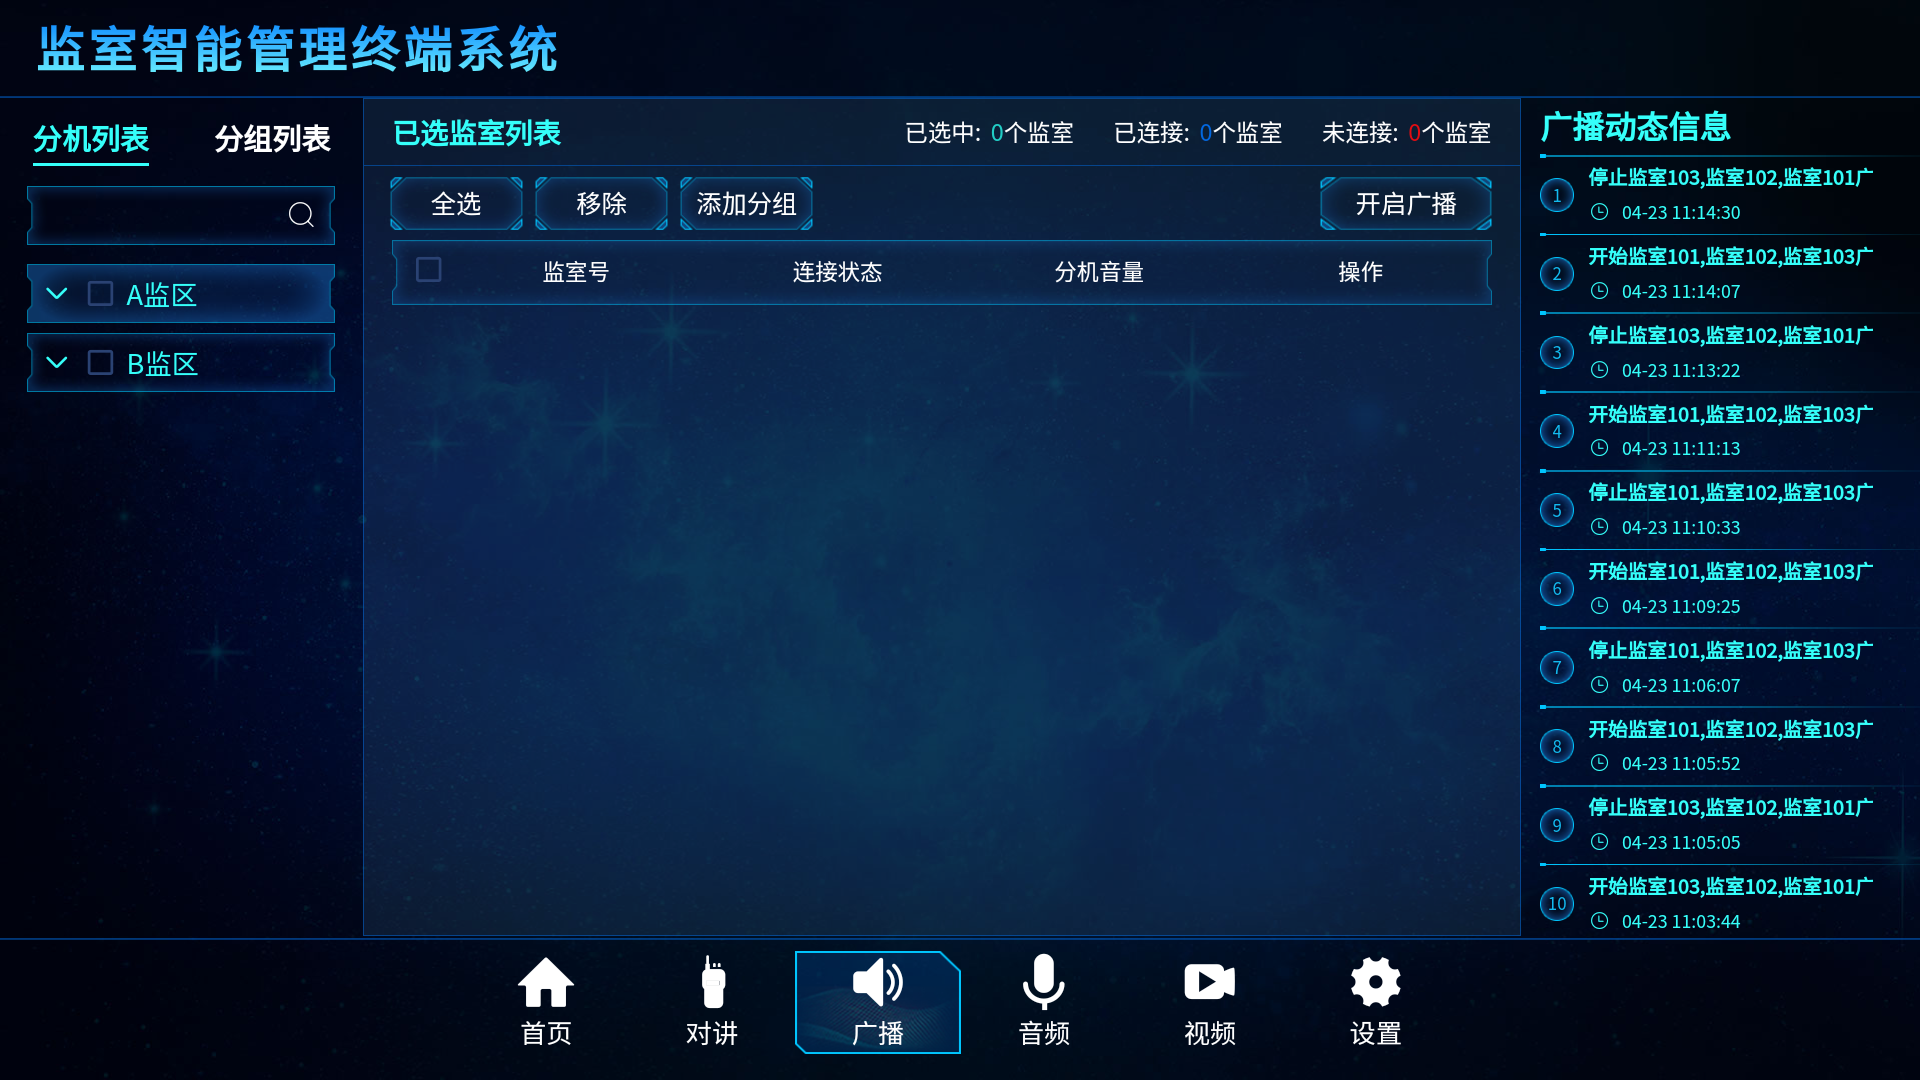 监室智能管理终端系统
分机列表 分组列表
A监区
B监区
已选监室列表
已选中: 0个监室 已连接: 0个监室 未连接: 0个监室
全选 移除 添加分组 开启广播
监室号 连接状态 分机音量 操作
广播动态信息
1 停止监室103,监室102,监室101广
04-23 11:14:30
2 开始监室101,监室102,监室103广
04-23 11:14:07
3 停止监室103,监室102,监室101广
04-23 11:13:22
4 开始监室101,监室102,监室103广
04-23 11:11:13
5 停止监室101,监室102,监室103广
04-23 11:10:33
6 开始监室101,监室102,监室103广
04-23 11:09:25
7 停止监室101,监室102,监室103广
04-23 11:06:07
8 开始监室101,监室102,监室103广
04-23 11:05:52
9 停止监室103,监室102,监室101广
04-23 11:05:05
10 开始监室103,监室102,监室101广
04-23 11:03:44
首页 对讲 广播 音频 视频 设置